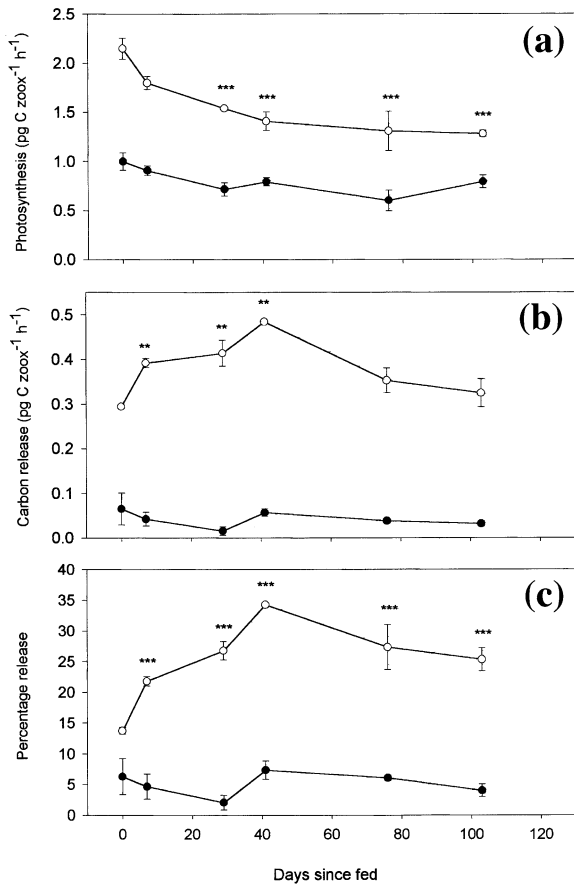 (a)
Photosynthesis (pg C zoox⁻¹ h⁻¹)
2.5
2.0
1.5
1.0
0.5
0.0
*** *** *** ***
(b)
Carbon release (pg C zoox⁻¹ h⁻¹)
0.5
0.4
0.3
0.2
0.1
0.0
** ** **
(c)
Percentage release
40
35
30
25
20
15
10
5
0
*** *** *** *** ***
0 20 40 60 80 100 120
Days since fed